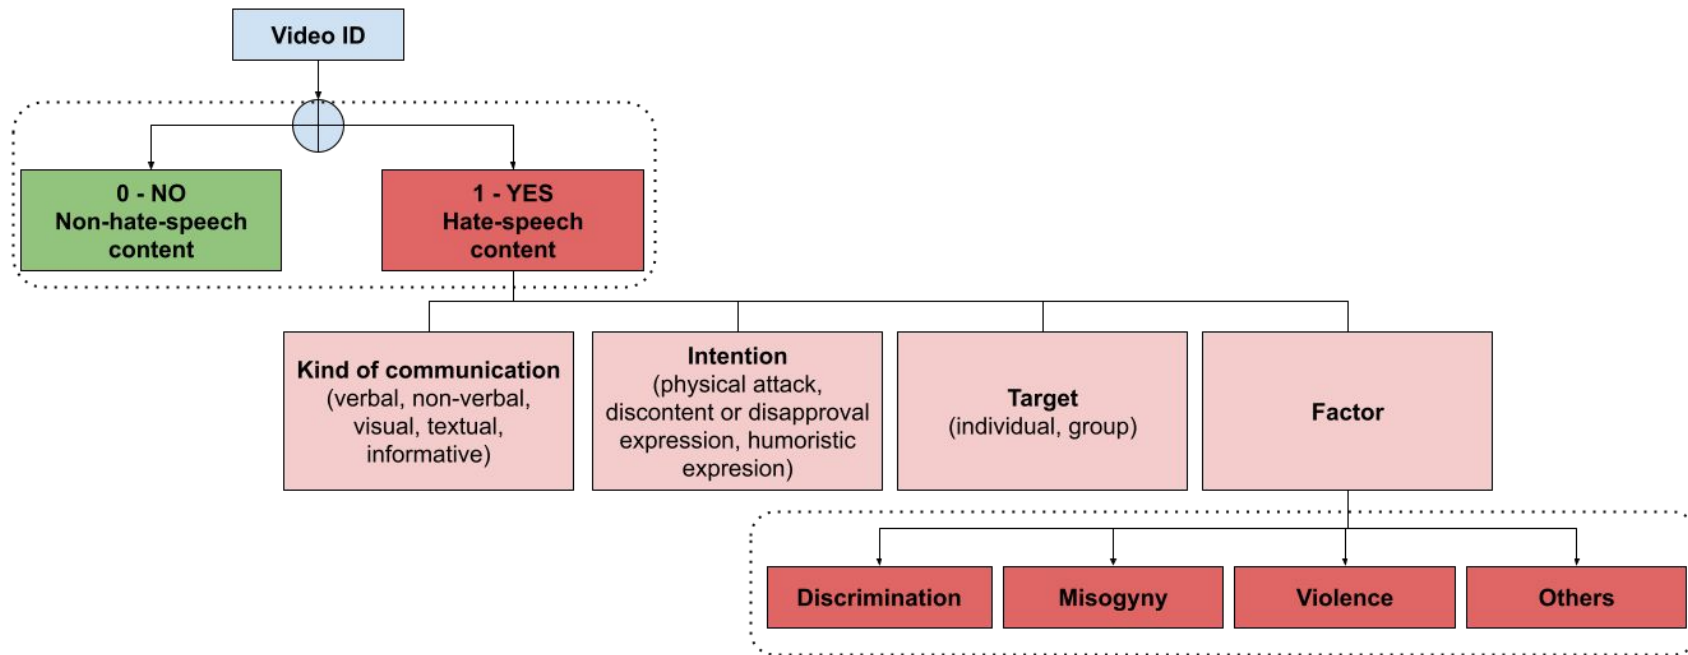 Video ID
0 - NO
Non-hate-speech
content
1 - YES
Hate-speech
content
Kind of communication
(verbal, non-verbal,
visual, textual,
informative)
Intention
(physical attack,
discontent or disapproval
expression, humoristic
expresion)
Target
(individual, group)
Factor
Discrimination
Misogyny
Violence
Others